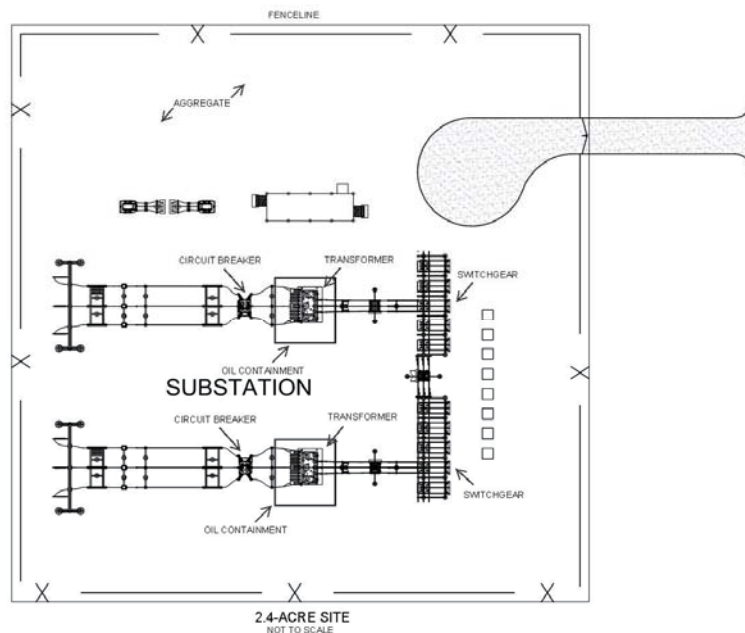 FENCELINE
AGGREGATE
CIRCUIT BREAKER
TRANSFORMER
SWITCHGEAR
OIL CONTAINMENT
SUBSTATION
CIRCUIT BREAKER
TRANSFORMER
SWITCHGEAR
OIL CONTAINMENT
2.4-ACRE SITE
NOT TO SCALE